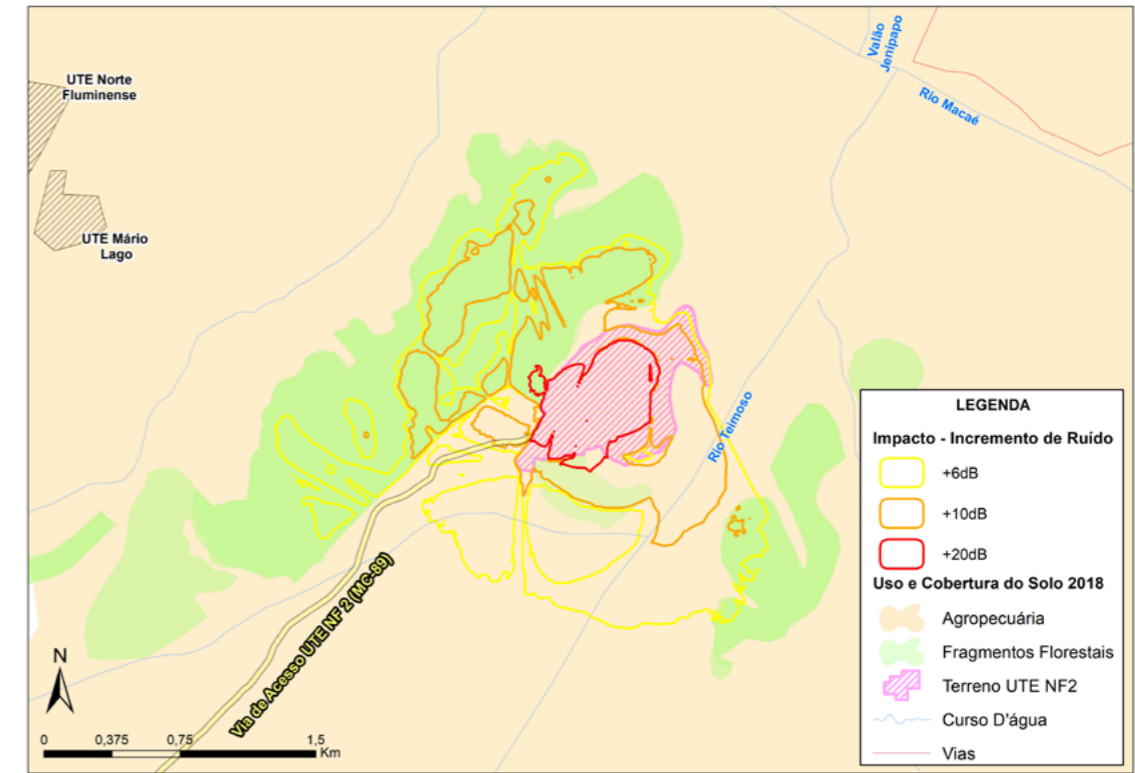 UTE Norte
Fluminense
Valão
Jenipapo
Rio Macaé
UTE Mário
Lago
Rio Teimoso
Via de Acesso UTE NF 2 (MC-89)
N
0 0,375 0,75 1,5
Km
LEGENDA
Impacto - Incremento de Ruído
+6dB
+10dB
+20dB
Uso e Cobertura do Solo 2018
Agropecuária
Fragmentos Florestais
Terreno UTE NF2
Curso D'água
Vias